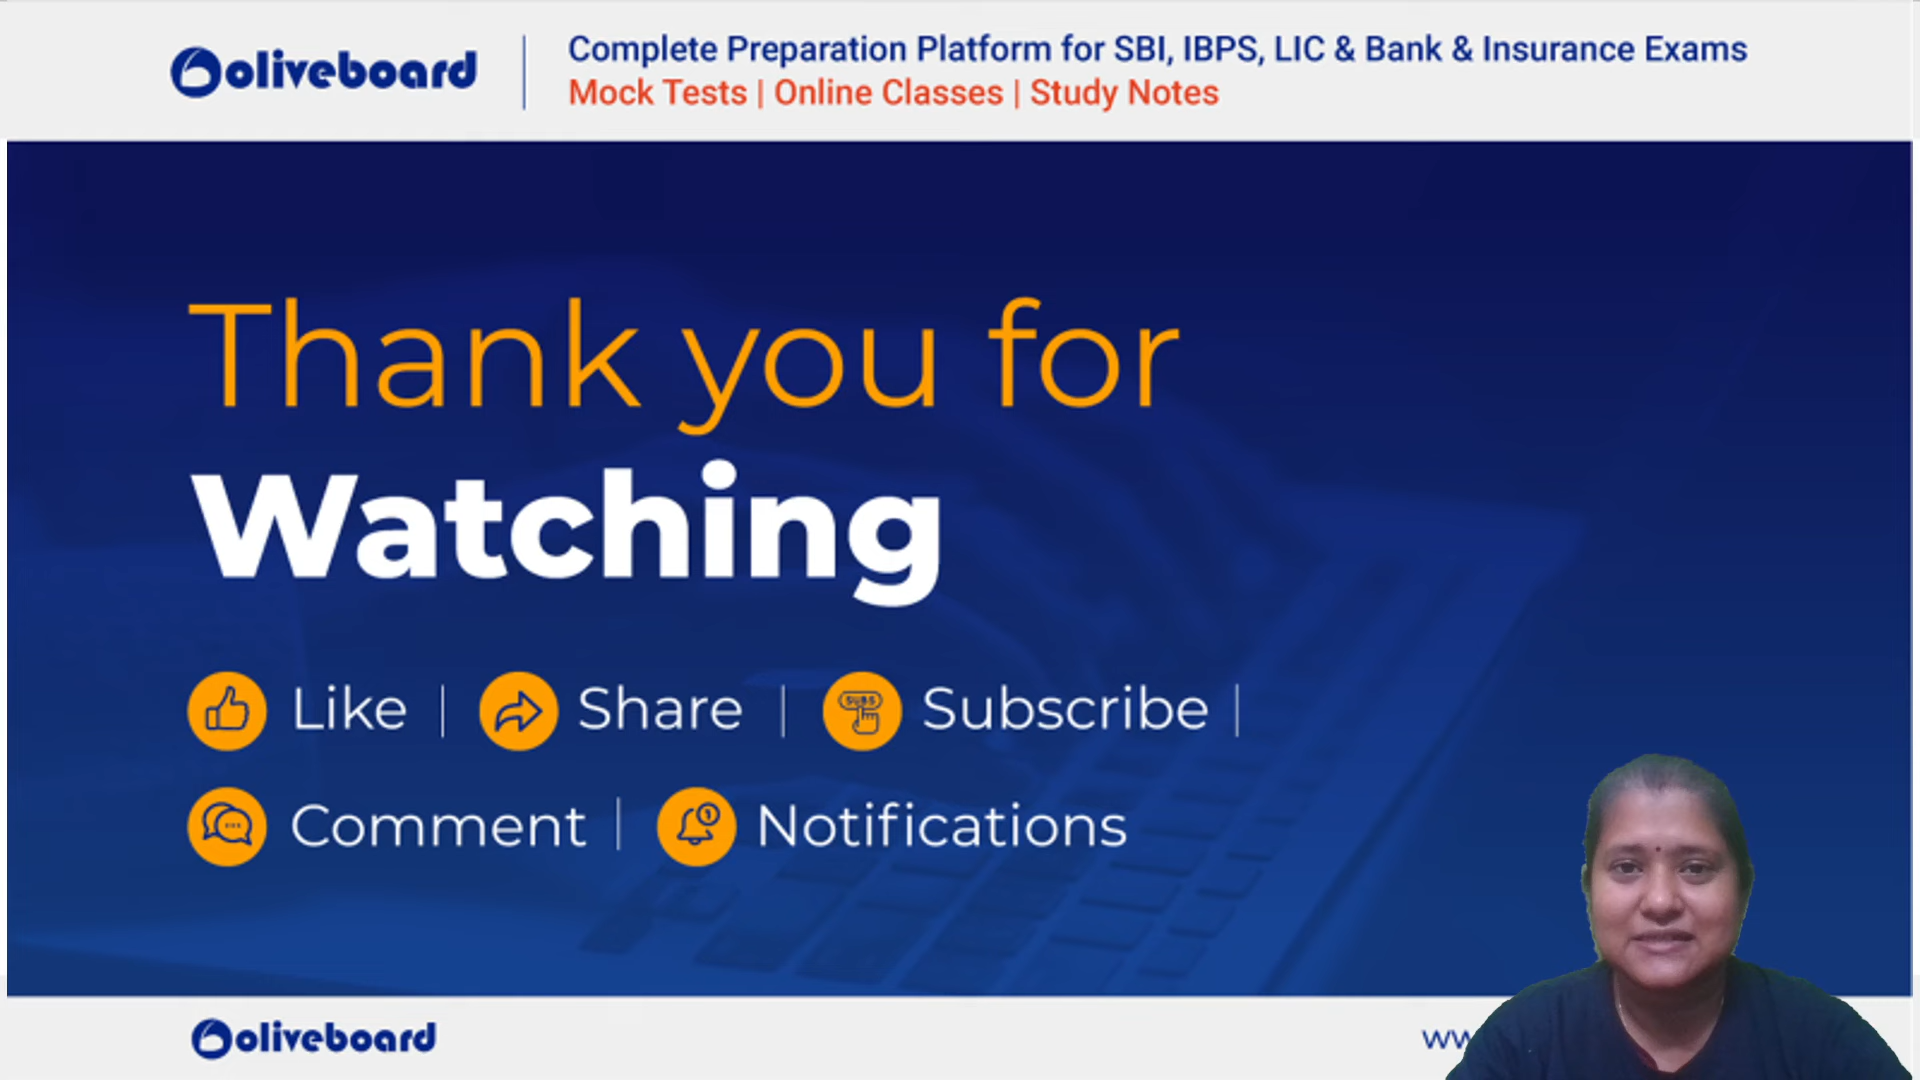 oliveboard
Complete Preparation Platform for SBI, IBPS, LIC & Bank & Insurance Exams
Mock Tests | Online Classes | Study Notes
Thank you for
Watching
Like | Share | Subscribe |
Comment | Notifications
oliveboard